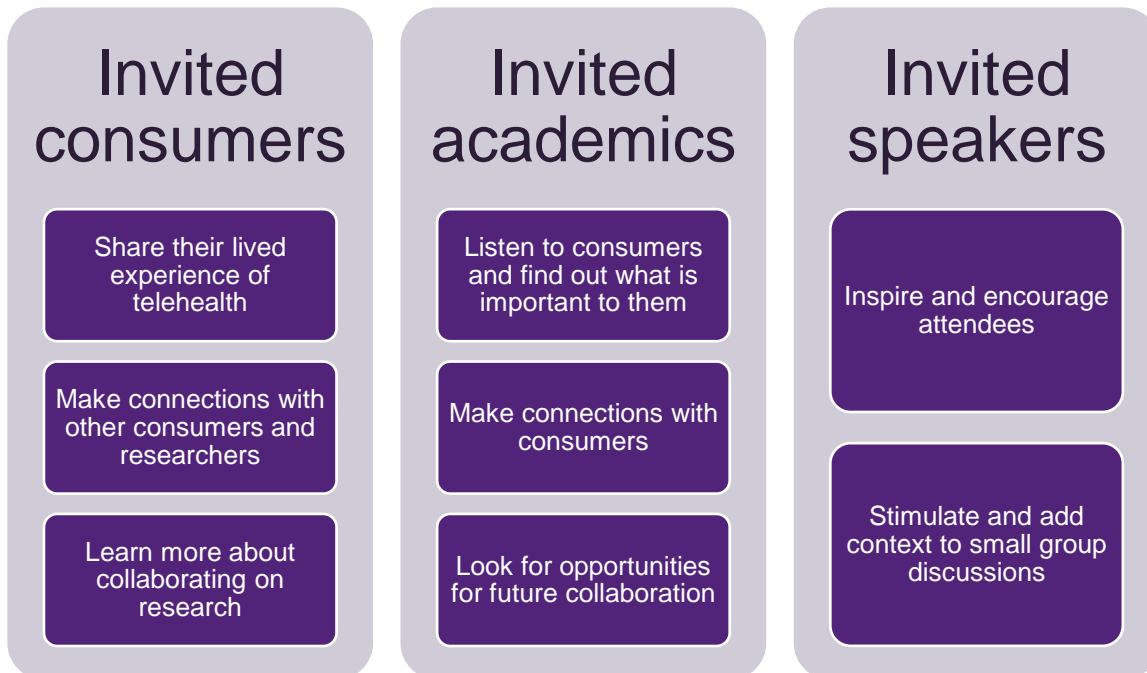 Invited
consumers
Share their lived
experience of
telehealth
Make connections with
other consumers and
researchers
Learn more about
collaborating on
research
Invited
academics
Listen to consumers
and find out what is
important to them
Make connections with
consumers
Look for opportunities
for future collaboration
Invited
speakers
Inspire and encourage
attendees
Stimulate and add
context to small group
discussions